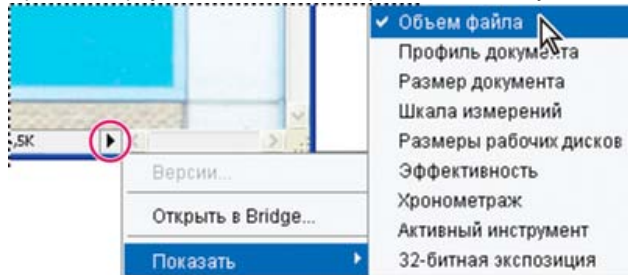 ,5К
Версии...
Открыть в Bridge...
Показать
Объем файла
Профиль документа
Размер документа
Шкала измерений
Размеры рабочих дисков
Эффективность
Хронометраж
Активный инструмент
32-битная экспозиция